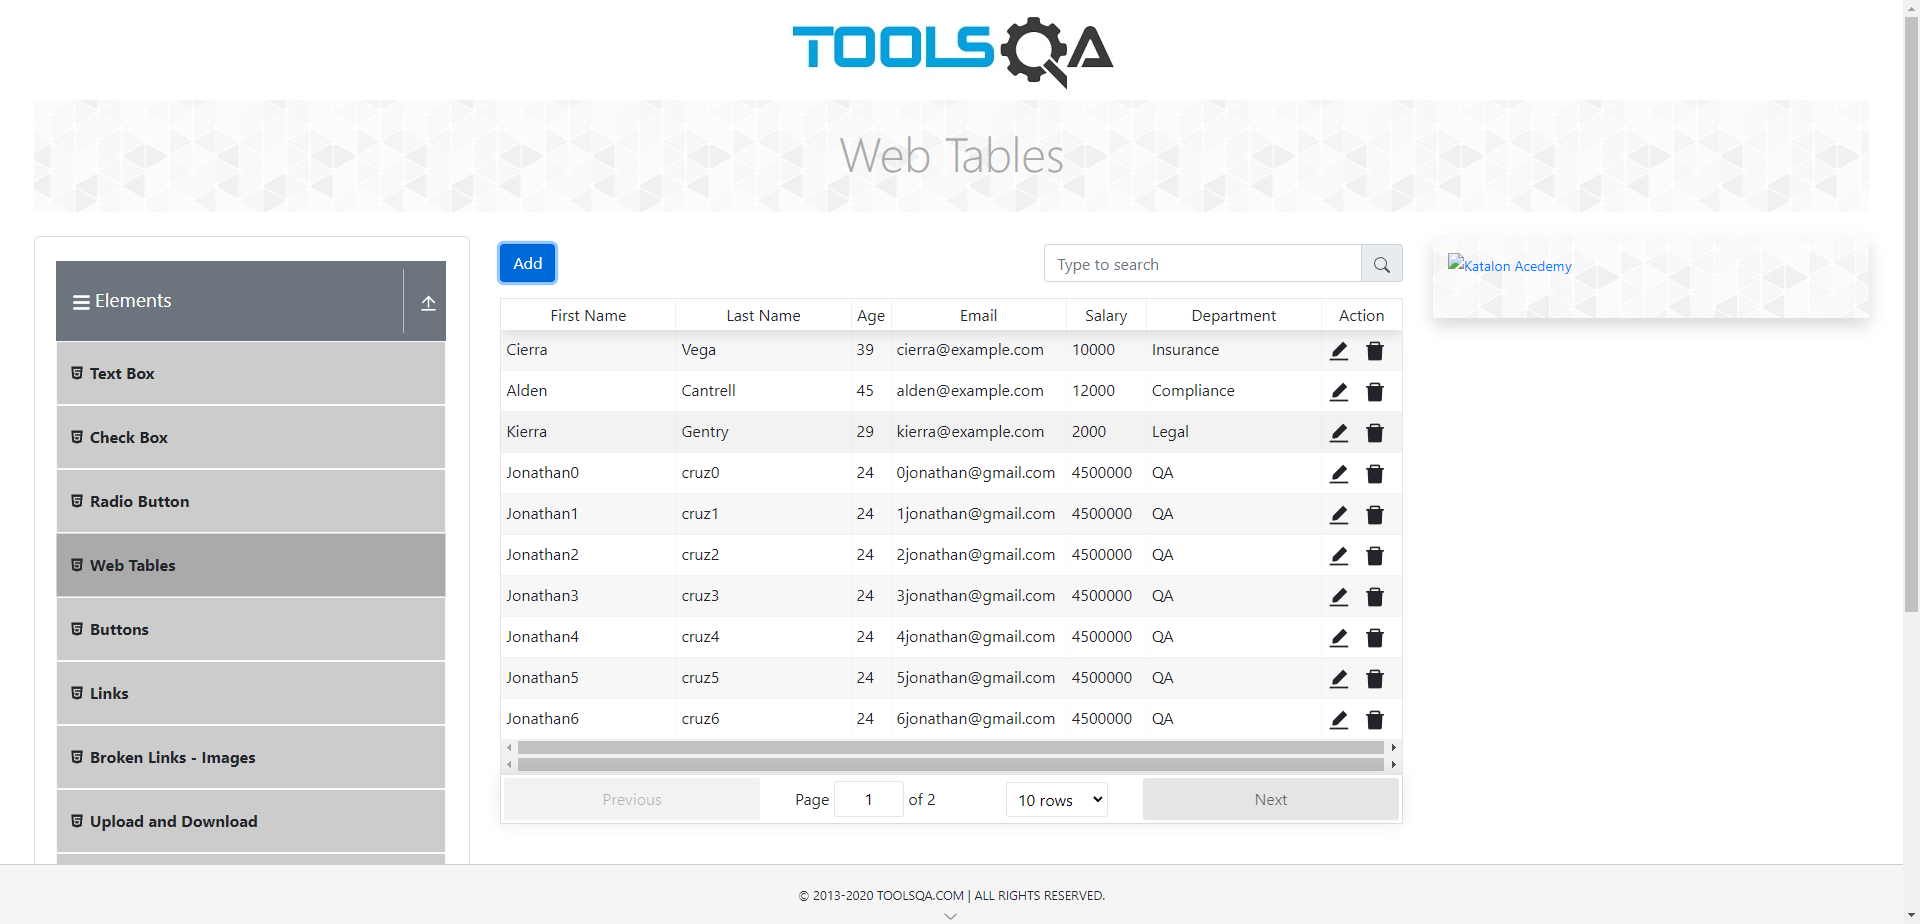 TOOLSQA
Web Tables
Elements
Text Box
Check Box
Radio Button
Web Tables
Buttons
Links
Broken Links - Images
Upload and Download
Add
Type to search
First Name Last Name Age Email Salary Department Action
Cierra Vega 39 cierra@example.com 10000 Insurance
Alden Cantrell 45 alden@example.com 12000 Compliance
Kierra Gentry 29 kierra@example.com 2000 Legal
Jonathan0 cruz0 24 0jonathan@gmail.com 4500000 QA
Jonathan1 cruz1 24 1jonathan@gmail.com 4500000 QA
Jonathan2 cruz2 24 2jonathan@gmail.com 4500000 QA
Jonathan3 cruz3 24 3jonathan@gmail.com 4500000 QA
Jonathan4 cruz4 24 4jonathan@gmail.com 4500000 QA
Jonathan5 cruz5 24 5jonathan@gmail.com 4500000 QA
Jonathan6 cruz6 24 6jonathan@gmail.com 4500000 QA
Previous Page 1 of 2 10 rows Next
Katalon Acedemy
© 2013-2020 TOOLSQA.COM | ALL RIGHTS RESERVED.